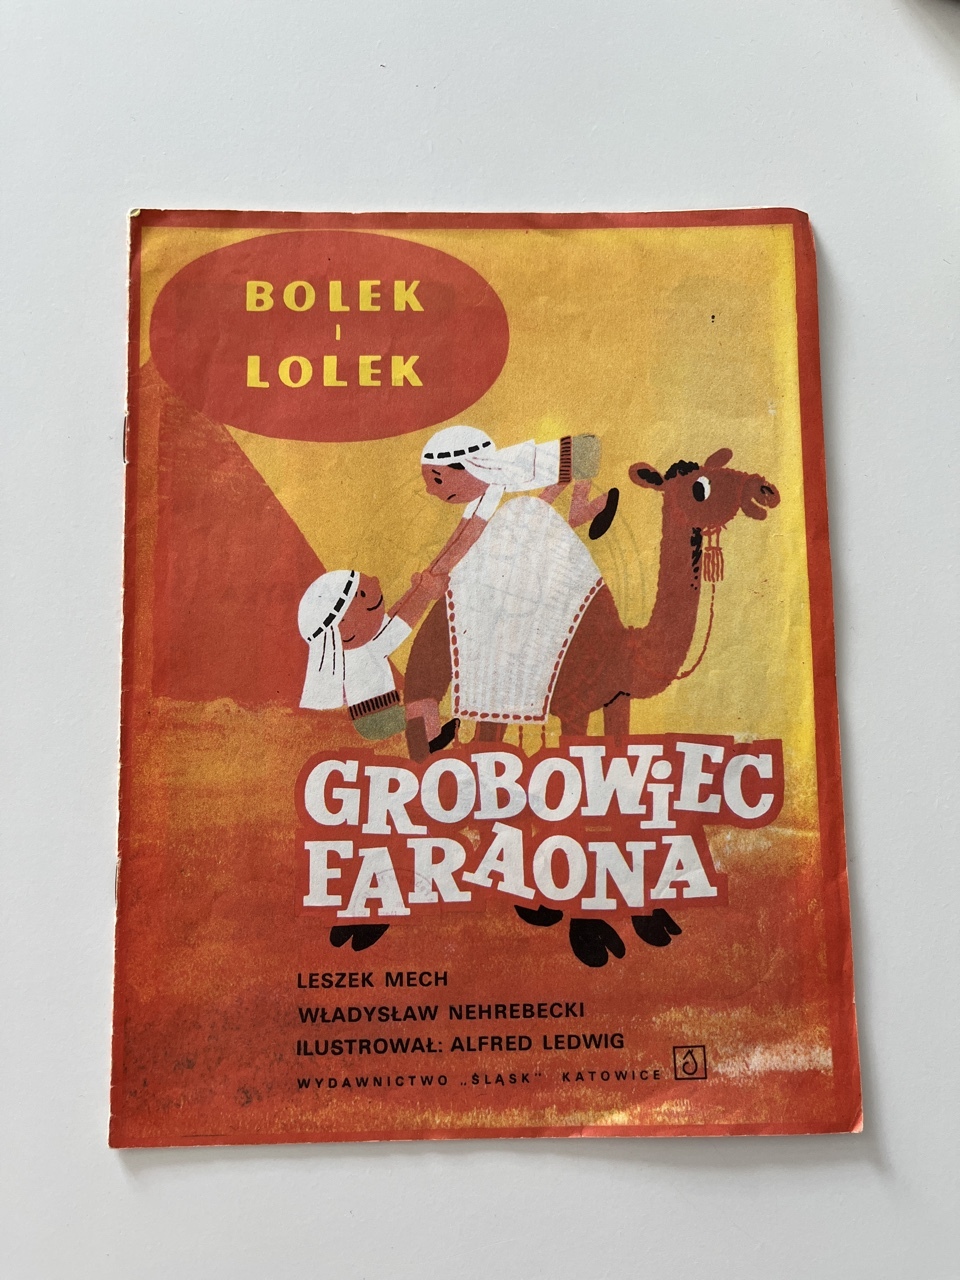 BOLEK
I
LOLEK
GROBOWiEC
FARAONA
LESZEK MECH
WŁADYSŁAW NEHREBECKI
ILUSTROWAŁ: ALFRED LEDWIG
WYDAWNICTWO „ŚLĄSK" KATOWICE